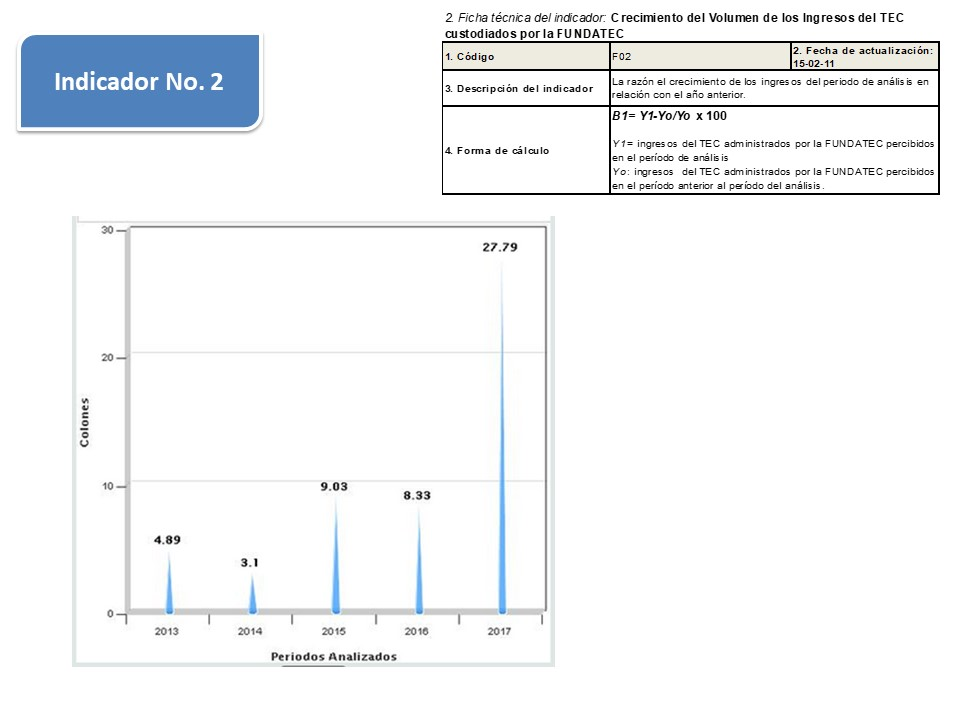 Indicador No. 2
2. Ficha técnica del indicador: Crecimiento del Volumen de los Ingresos del TEC
custodiados por la FUNDATEC
1. Código
F02
2. Fecha de actualización:
15-02-11
3. Descripción del indicador
La razón el crecimiento de los ingresos del periodo de análisis en
relación con el año anterior.
4. Forma de cálculo
B1= Y1-Yo/Yo x 100
Y1= ingresos del TEC administrados por la FUNDATEC percibidos
en el período de análisis
Yo: ingresos del TEC administrados por la FUNDATEC percibidos
en el período anterior al período del análisis.
30
20
10
0
Colones
4.89
3.1
9.03
8.33
27.79
2013
2014
2015
2016
2017
Periodos Analizados